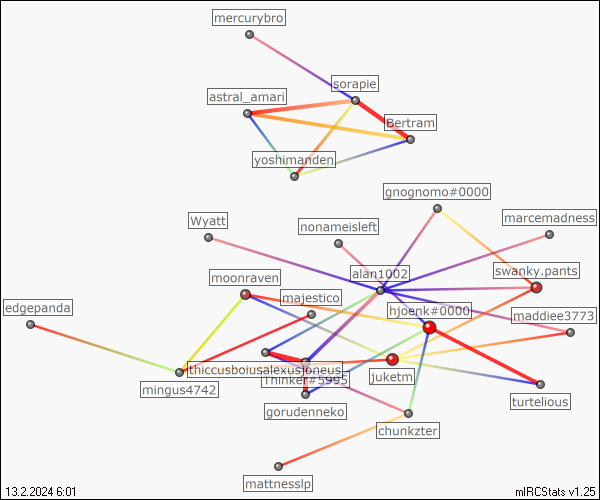 mercurybro
sorapie
astral_amari
Bertram
yoshimanden
gnognomo#0000
Wyatt
marcemadness
nonameisleft
alan1002
swanky.pants
moonraven
majestico
edgepanda
hjoenk#0000
maddiee3773
thiccusboiusalexusjoneus
Thinker#5995
mingus4742
juketm
turtelious
gorudenneko
chunkzter
mattnesslp
13.2.2024 6:01
mIRCStats v1.25